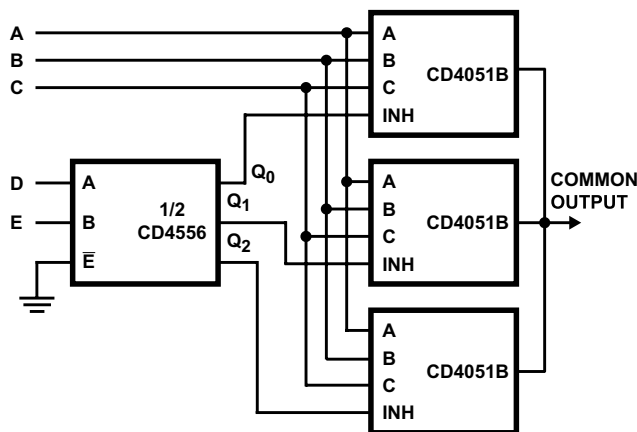 A
B
C
A
B
C
INH
CD4051B
D
E
A
B
E̅
1/2
CD4556
Q0
Q1
Q2
A
B
C
INH
CD4051B
COMMON
OUTPUT
A
B
C
INH
CD4051B